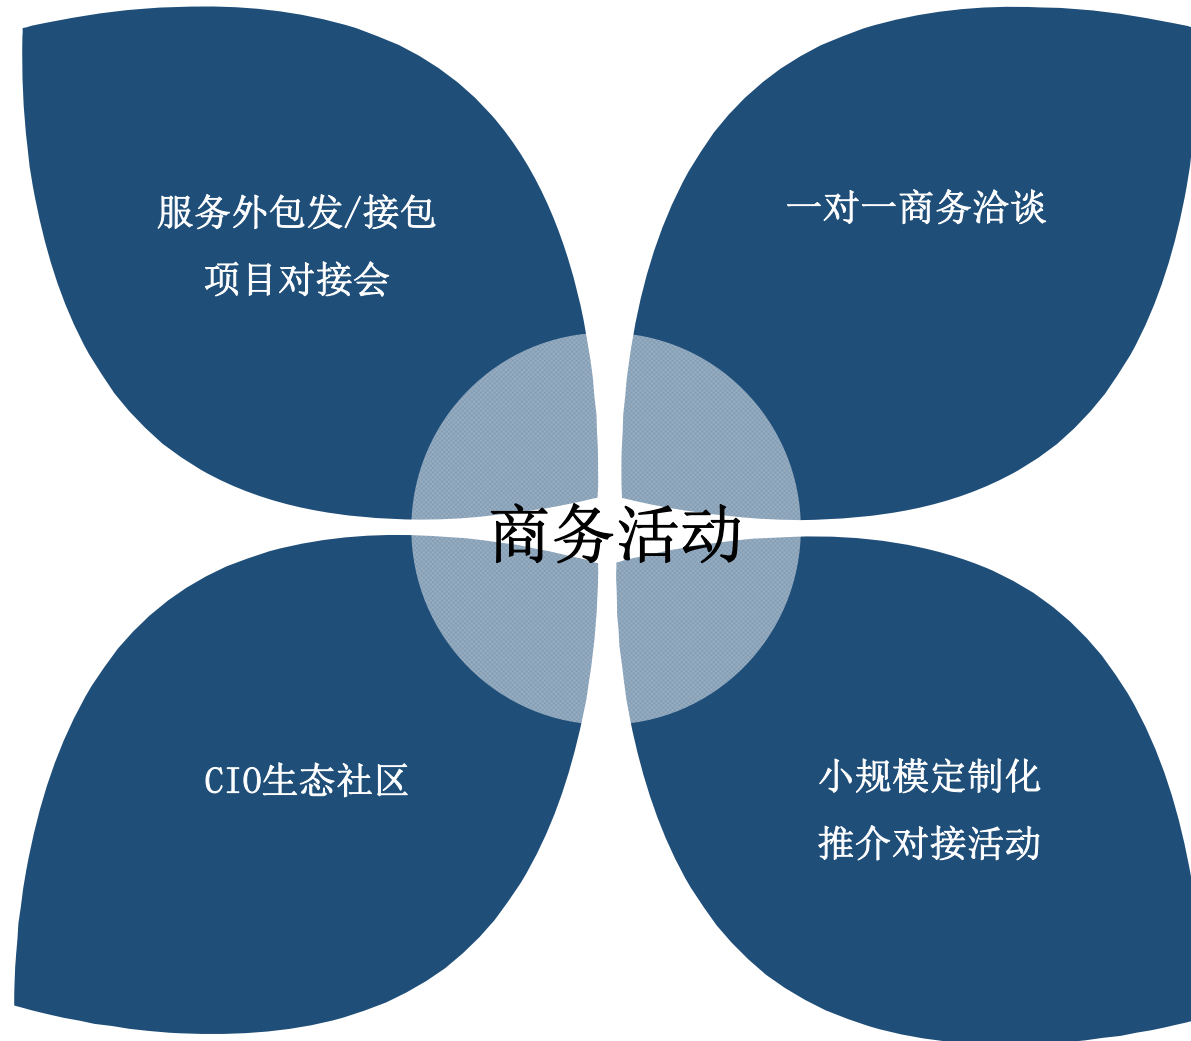 服务外包发/接包
项目对接会
一对一商务洽谈
商务活动
CIO生态社区
小规模定制化
推介对接活动